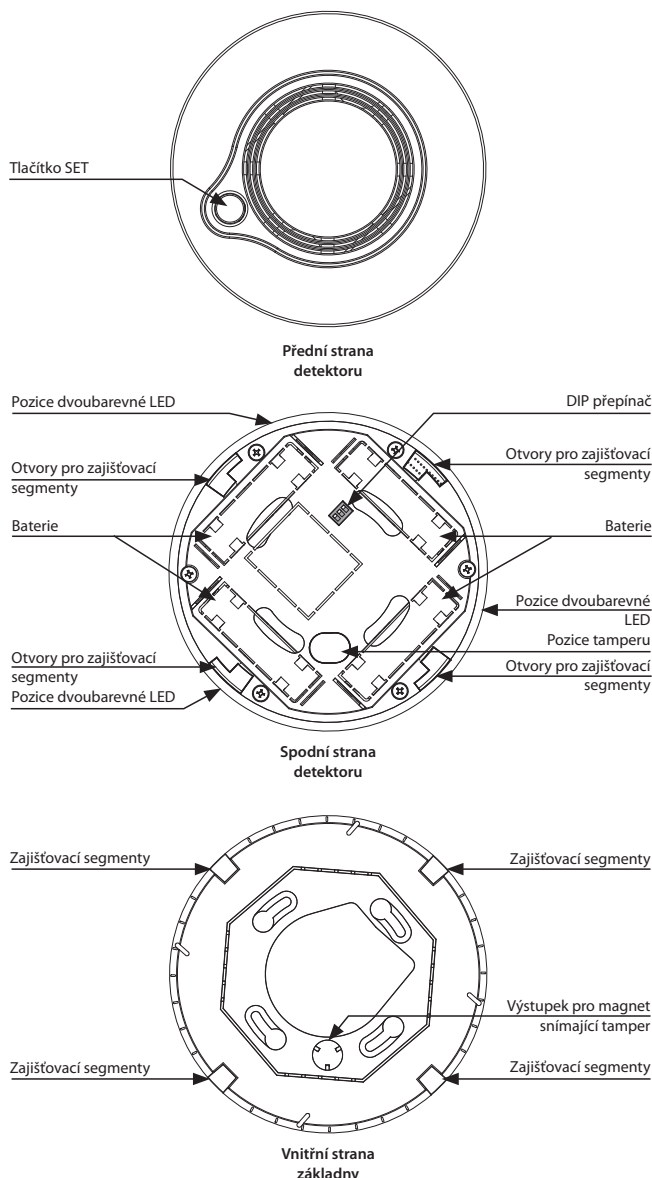 Tlačítko SET
Přední strana
detektoru
Pozice dvoubarevné LED
DIP přepínač
Otvory pro zajišťovací
segmenty
Otvory pro zajišťovací
segmenty
Baterie
Baterie
Pozice dvoubarevné
LED
Pozice tamperu
Otvory pro zajišťovací
segmenty
Otvory pro zajišťovací
segmenty
Pozice dvoubarevné LED
Spodní strana
detektoru
Zajišťovací segmenty
Zajišťovací segmenty
Výstupek pro magnet
snímající tamper
Zajišťovací segmenty
Zajišťovací segmenty
Vnitřní strana
základny